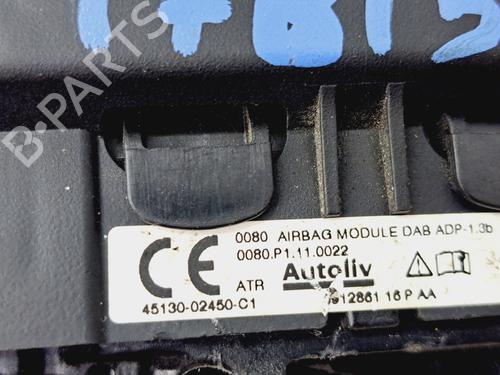 17815
B-PARTS
0080 AIRBAG MODULE DAB ADP-1.3b
0080.P1.11.0022
CE
ATR Autoliv
45130-02450-C1 16 P AA